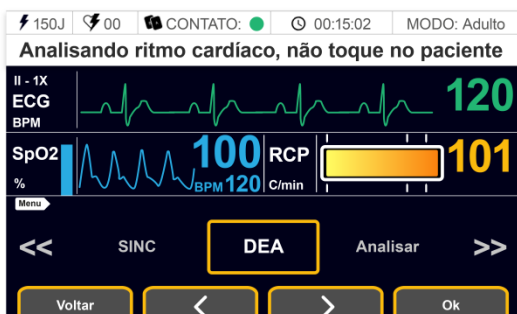 150J 00 CONTATO: 00:15:02 MODO: Adulto
Analisando ritmo cardíaco, não toque no paciente
II - 1X
ECG
BPM
120
SpO2
%
100
BPM 120
RCP
C/min
101
Menu
<< SINC DEA Analisar >>
Voltar < > Ok